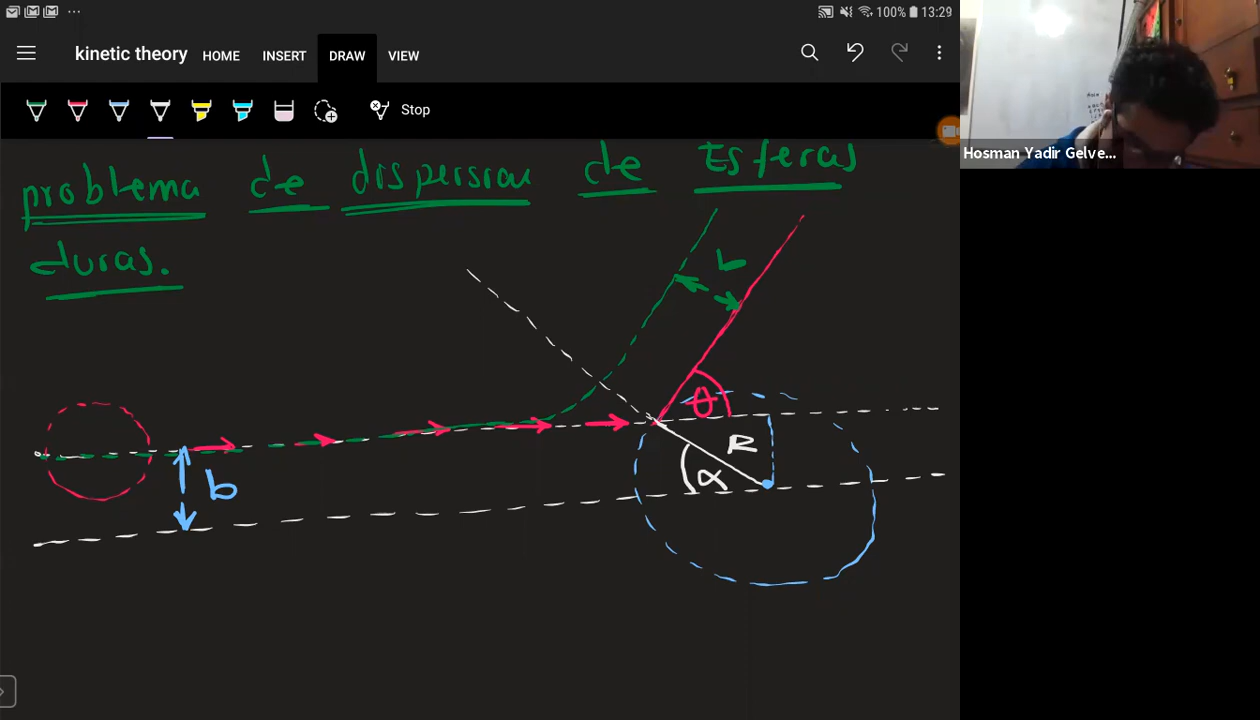 100% 13:29
kinetic theory HOME INSERT DRAW VIEW
Stop
Hosman Yadir Gelve...
problema de dispersion de Esferas
duras.
b
θ
R
α
b